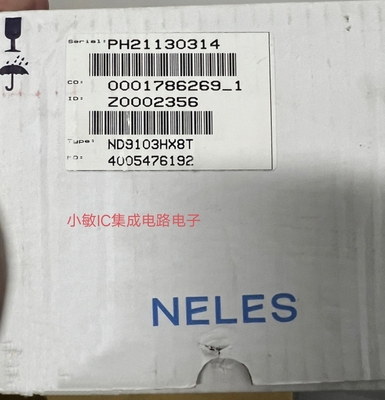 Serial: PH21130314
CO: 0001786269_1
ID: Z0002356
Type: ND9103HX8T
PO: 4005476192
小敏IC集成电路电子
NELES